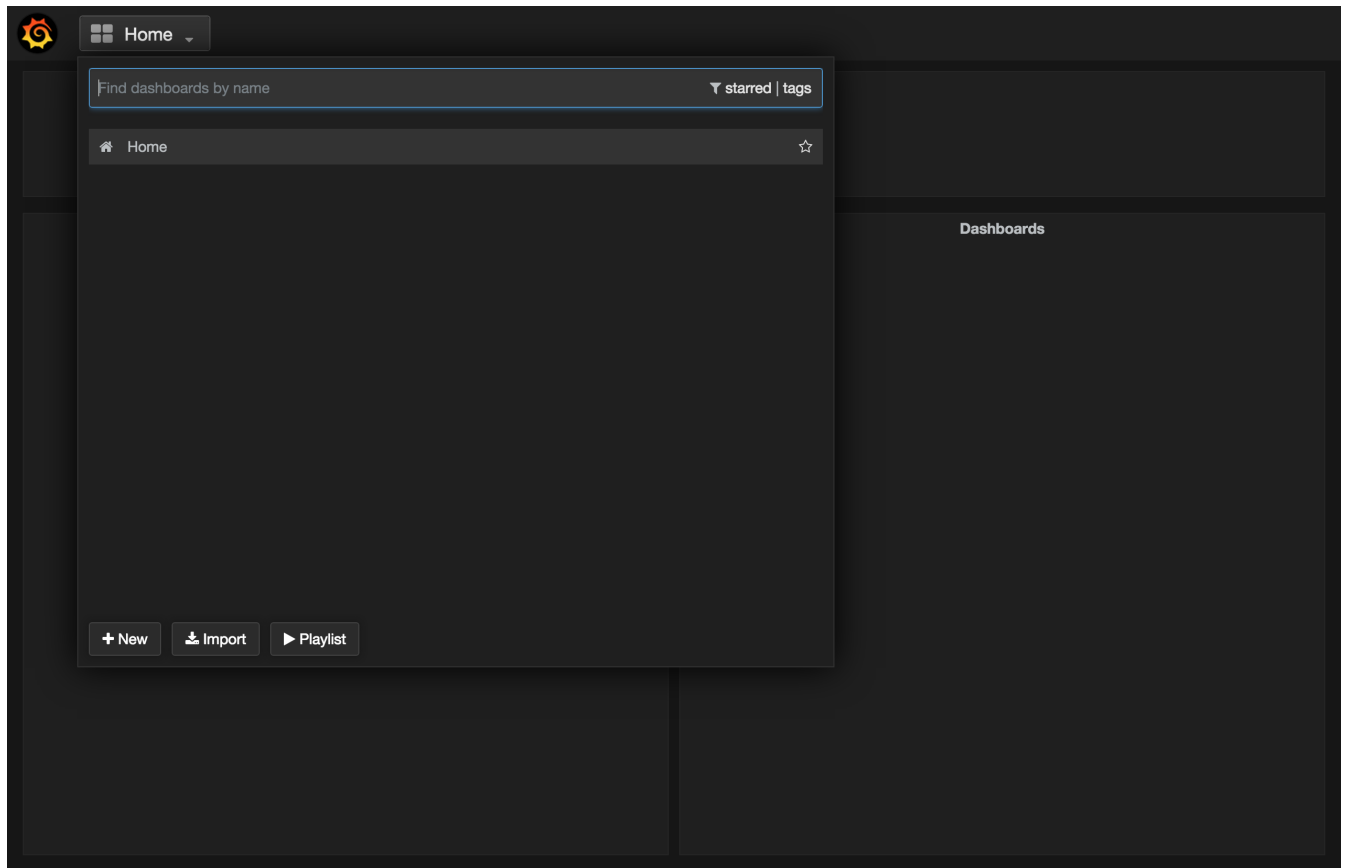 Home
Find dashboards by name starred | tags
Home
Dashboards
New Import Playlist